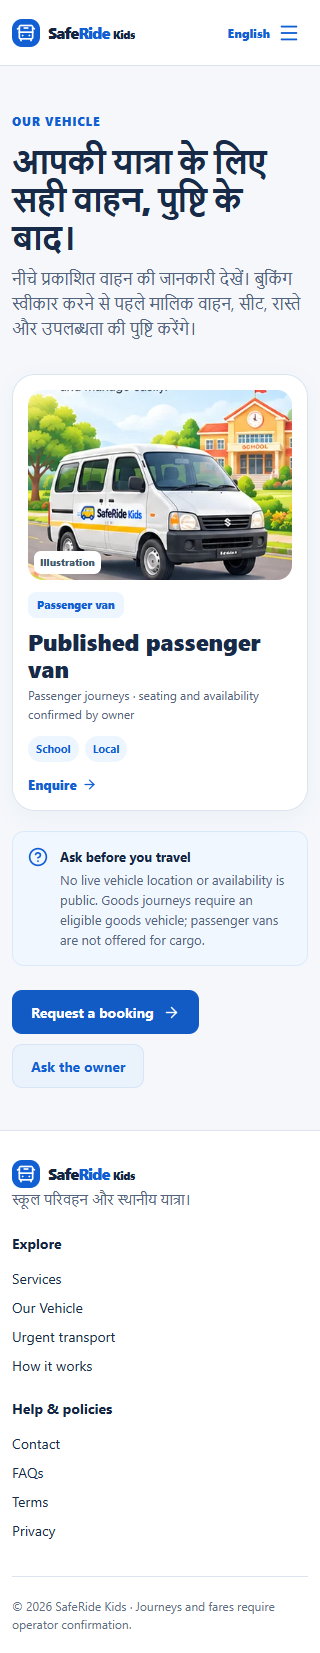 SafeRide Kids
English
OUR VEHICLE
आपकी यात्रा के लिए
सही वाहन, पुष्टि के
बाद।
नीचे प्रकाशित वाहन की जानकारी देखें। बुकिंग
स्वीकार करने से पहले मालिक वाहन, सीट, रास्ते
और उपलब्धता की पुष्टि करेंगे।
and manage easily.
SCHOOL
SafeRide Kids
Illustration
Passenger van
Published passenger
van
Passenger journeys · seating and availability
confirmed by owner
School
Local
Enquire →
Ask before you travel
No live vehicle location or availability is
public. Goods journeys require an
eligible goods vehicle; passenger vans
are not offered for cargo.
Request a booking →
Ask the owner
SafeRide Kids
स्कूल परिवहन और स्थानीय यात्रा।
Explore
Services
Our Vehicle
Urgent transport
How it works
Help & policies
Contact
FAQs
Terms
Privacy
© 2026 SafeRide Kids · Journeys and fares require
operator confirmation.